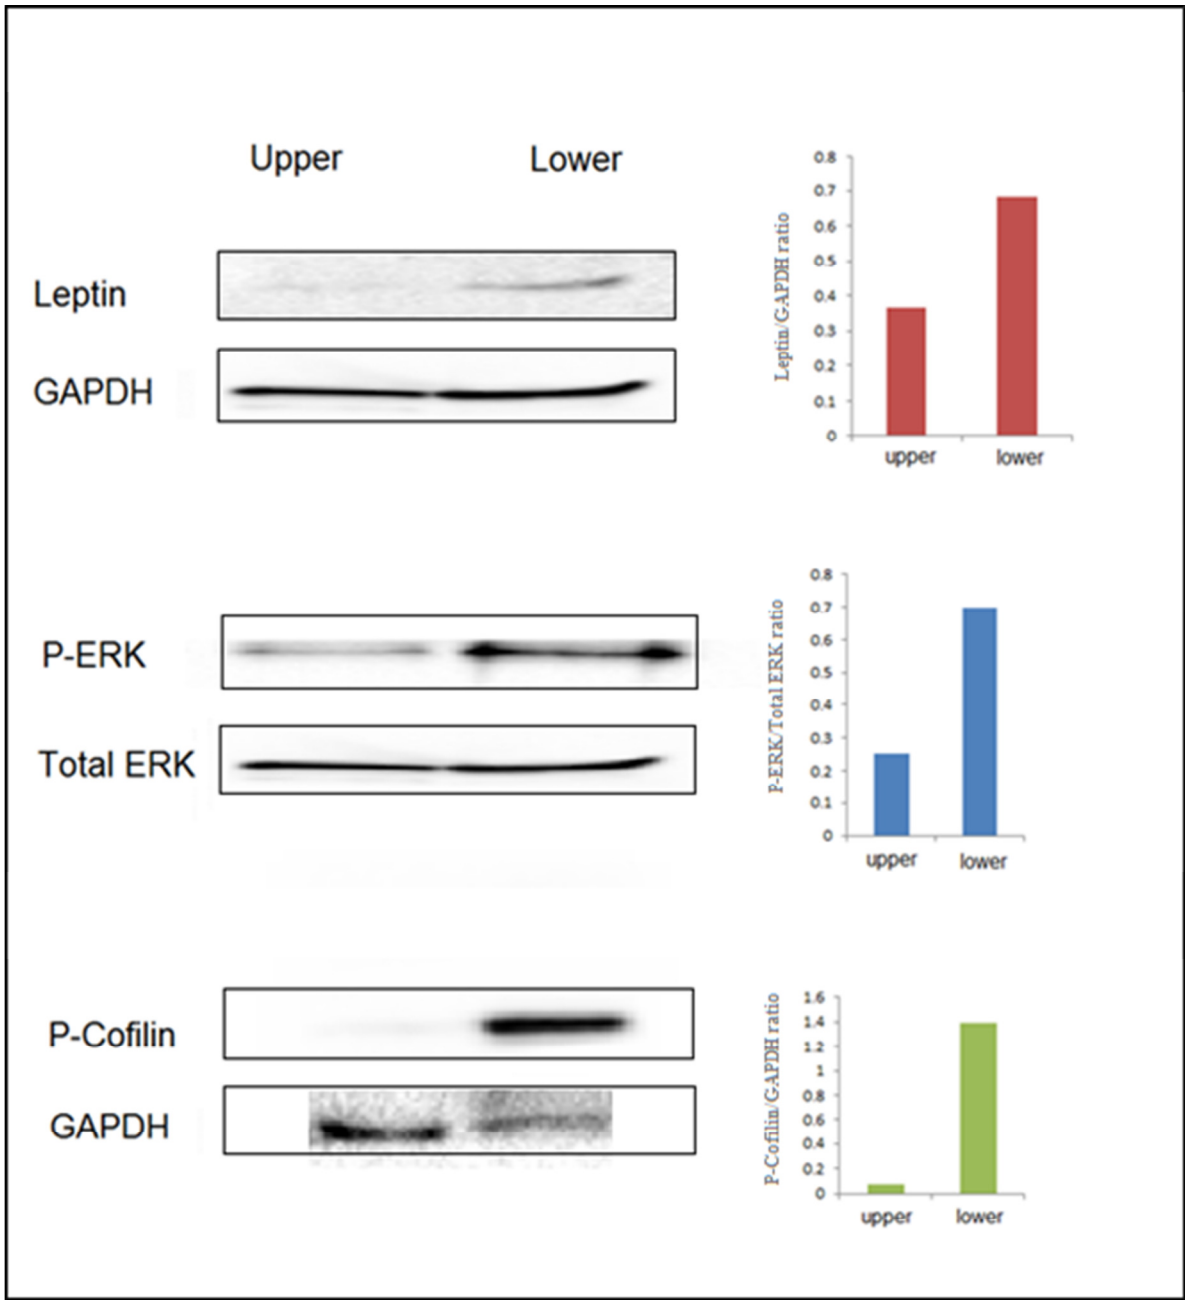 Upper Lower
Leptin
GAPDH
Leptin/GAPDH ratio
0.8
0.7
0.6
0.5
0.4
0.3
0.2
0.1
0
upper lower
P-ERK
Total ERK
P-ERK/Total ERK ratio
0.8
0.7
0.6
0.5
0.4
0.3
0.2
0.1
0
upper lower
P-Cofilin
GAPDH
P-Cofilin/GAPDH ratio
1.6
1.4
1.2
1
0.8
0.6
0.4
0.2
0
upper lower